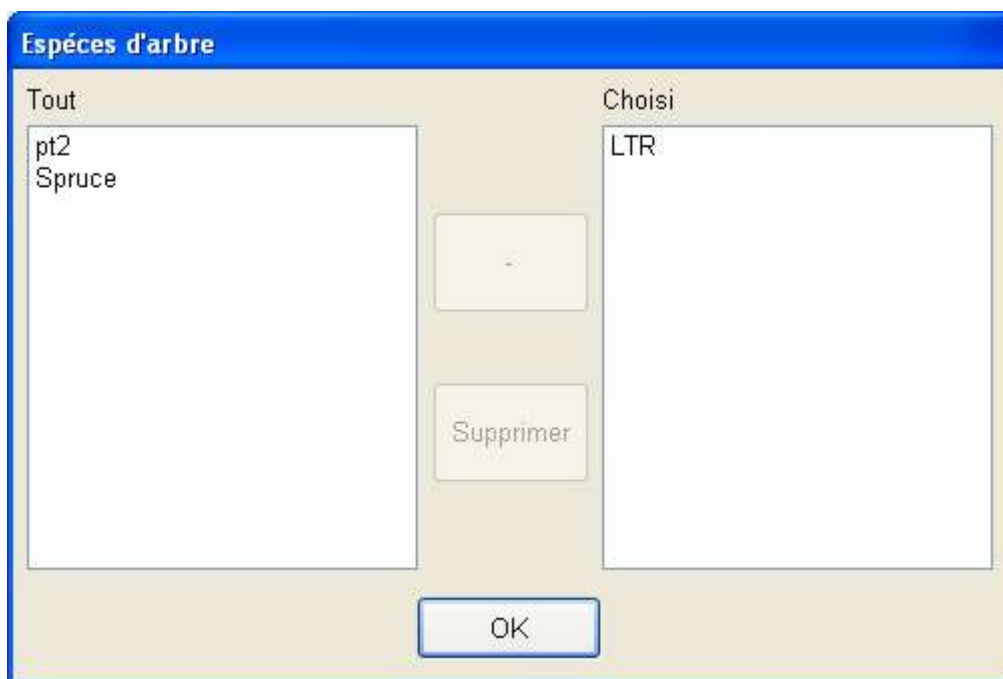 Espéces d'arbre
Tout
pt2
Spruce
-
Supprimer
Choisi
LTR
OK